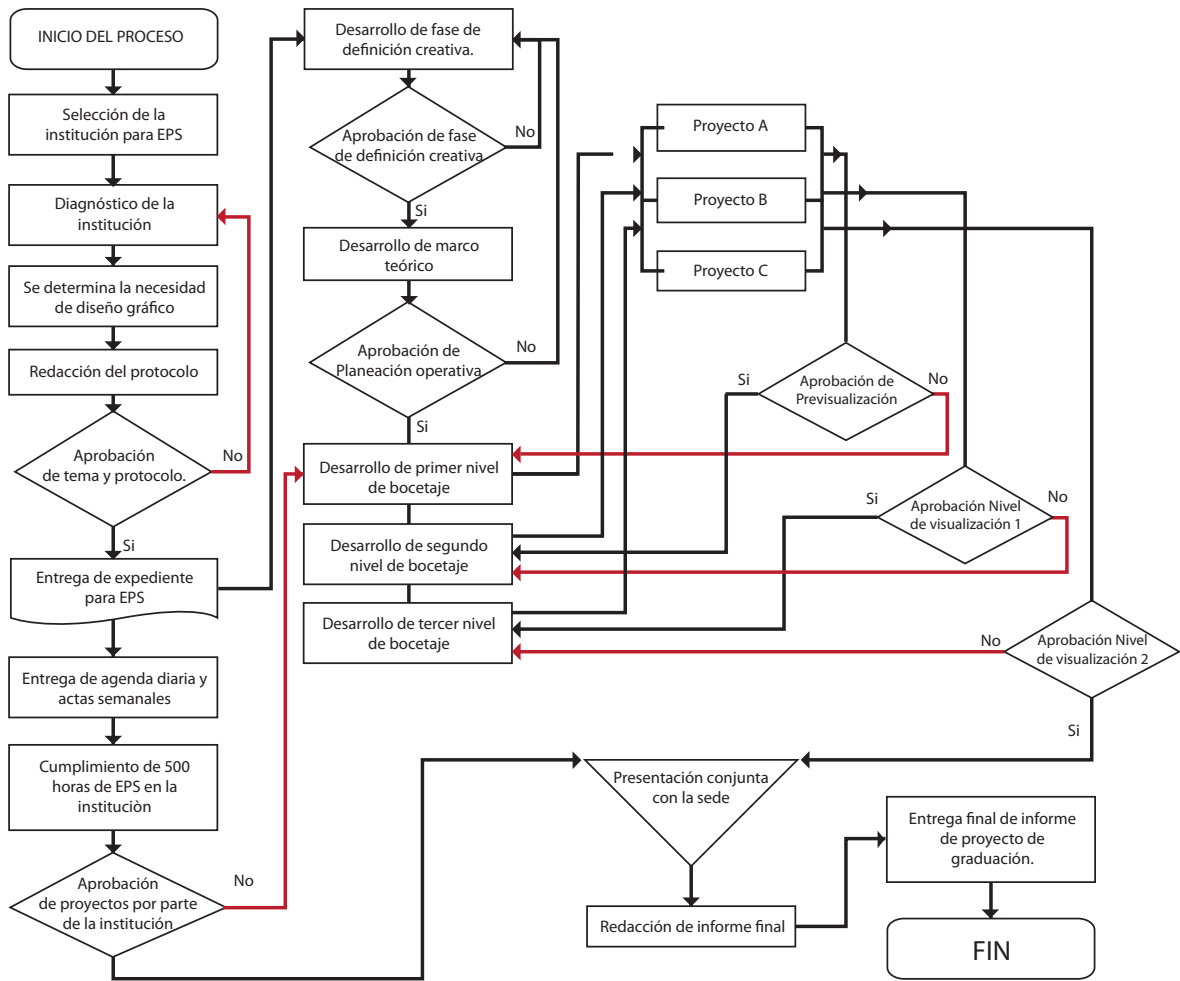 INICIO DEL PROCESO
Selección de la
institución para EPS
Diagnóstico de la
institución
Se determina la necesidad
de diseño gráfico
Redacción del protocolo
Aprobación
de tema y protocolo.
No
Si
Entrega de expediente
para EPS
Entrega de agenda diaria y
actas semanales
Cumplimiento de 500
horas de EPS en la
instituciòn
Aprobación
de proyectos por parte
de la institución
No
Desarrollo de fase de
definición creativa.
Aprobación de fase
de definición creativa
No
Si
Desarrollo de marco
teórico
Aprobación de
Planeación operativa
No
Si
Desarrollo de primer nivel
de bocetaje
Desarrollo de segundo
nivel de bocetaje
Desarrollo de tercer nivel
de bocetaje
Proyecto A
Proyecto B
Proyecto C
Si
Aprobación de
Previsualización
No
Si
Aprobación Nivel
de visualización 1
No
No
Aprobación Nivel
de visualización 2
Si
Presentación conjunta
con la sede
Redacción de informe final
Entrega final de informe
de proyecto de
graduación.
FIN